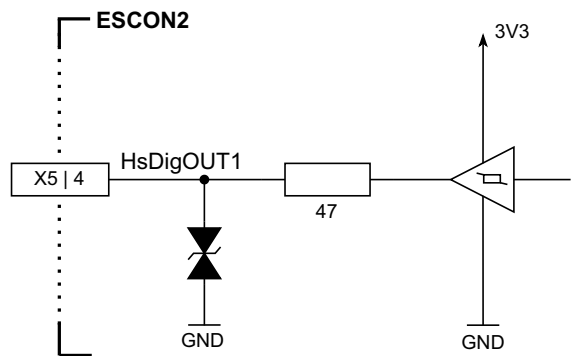 ESCON2
3V3
HsDigOUT1
X5 | 4
47
GND
GND